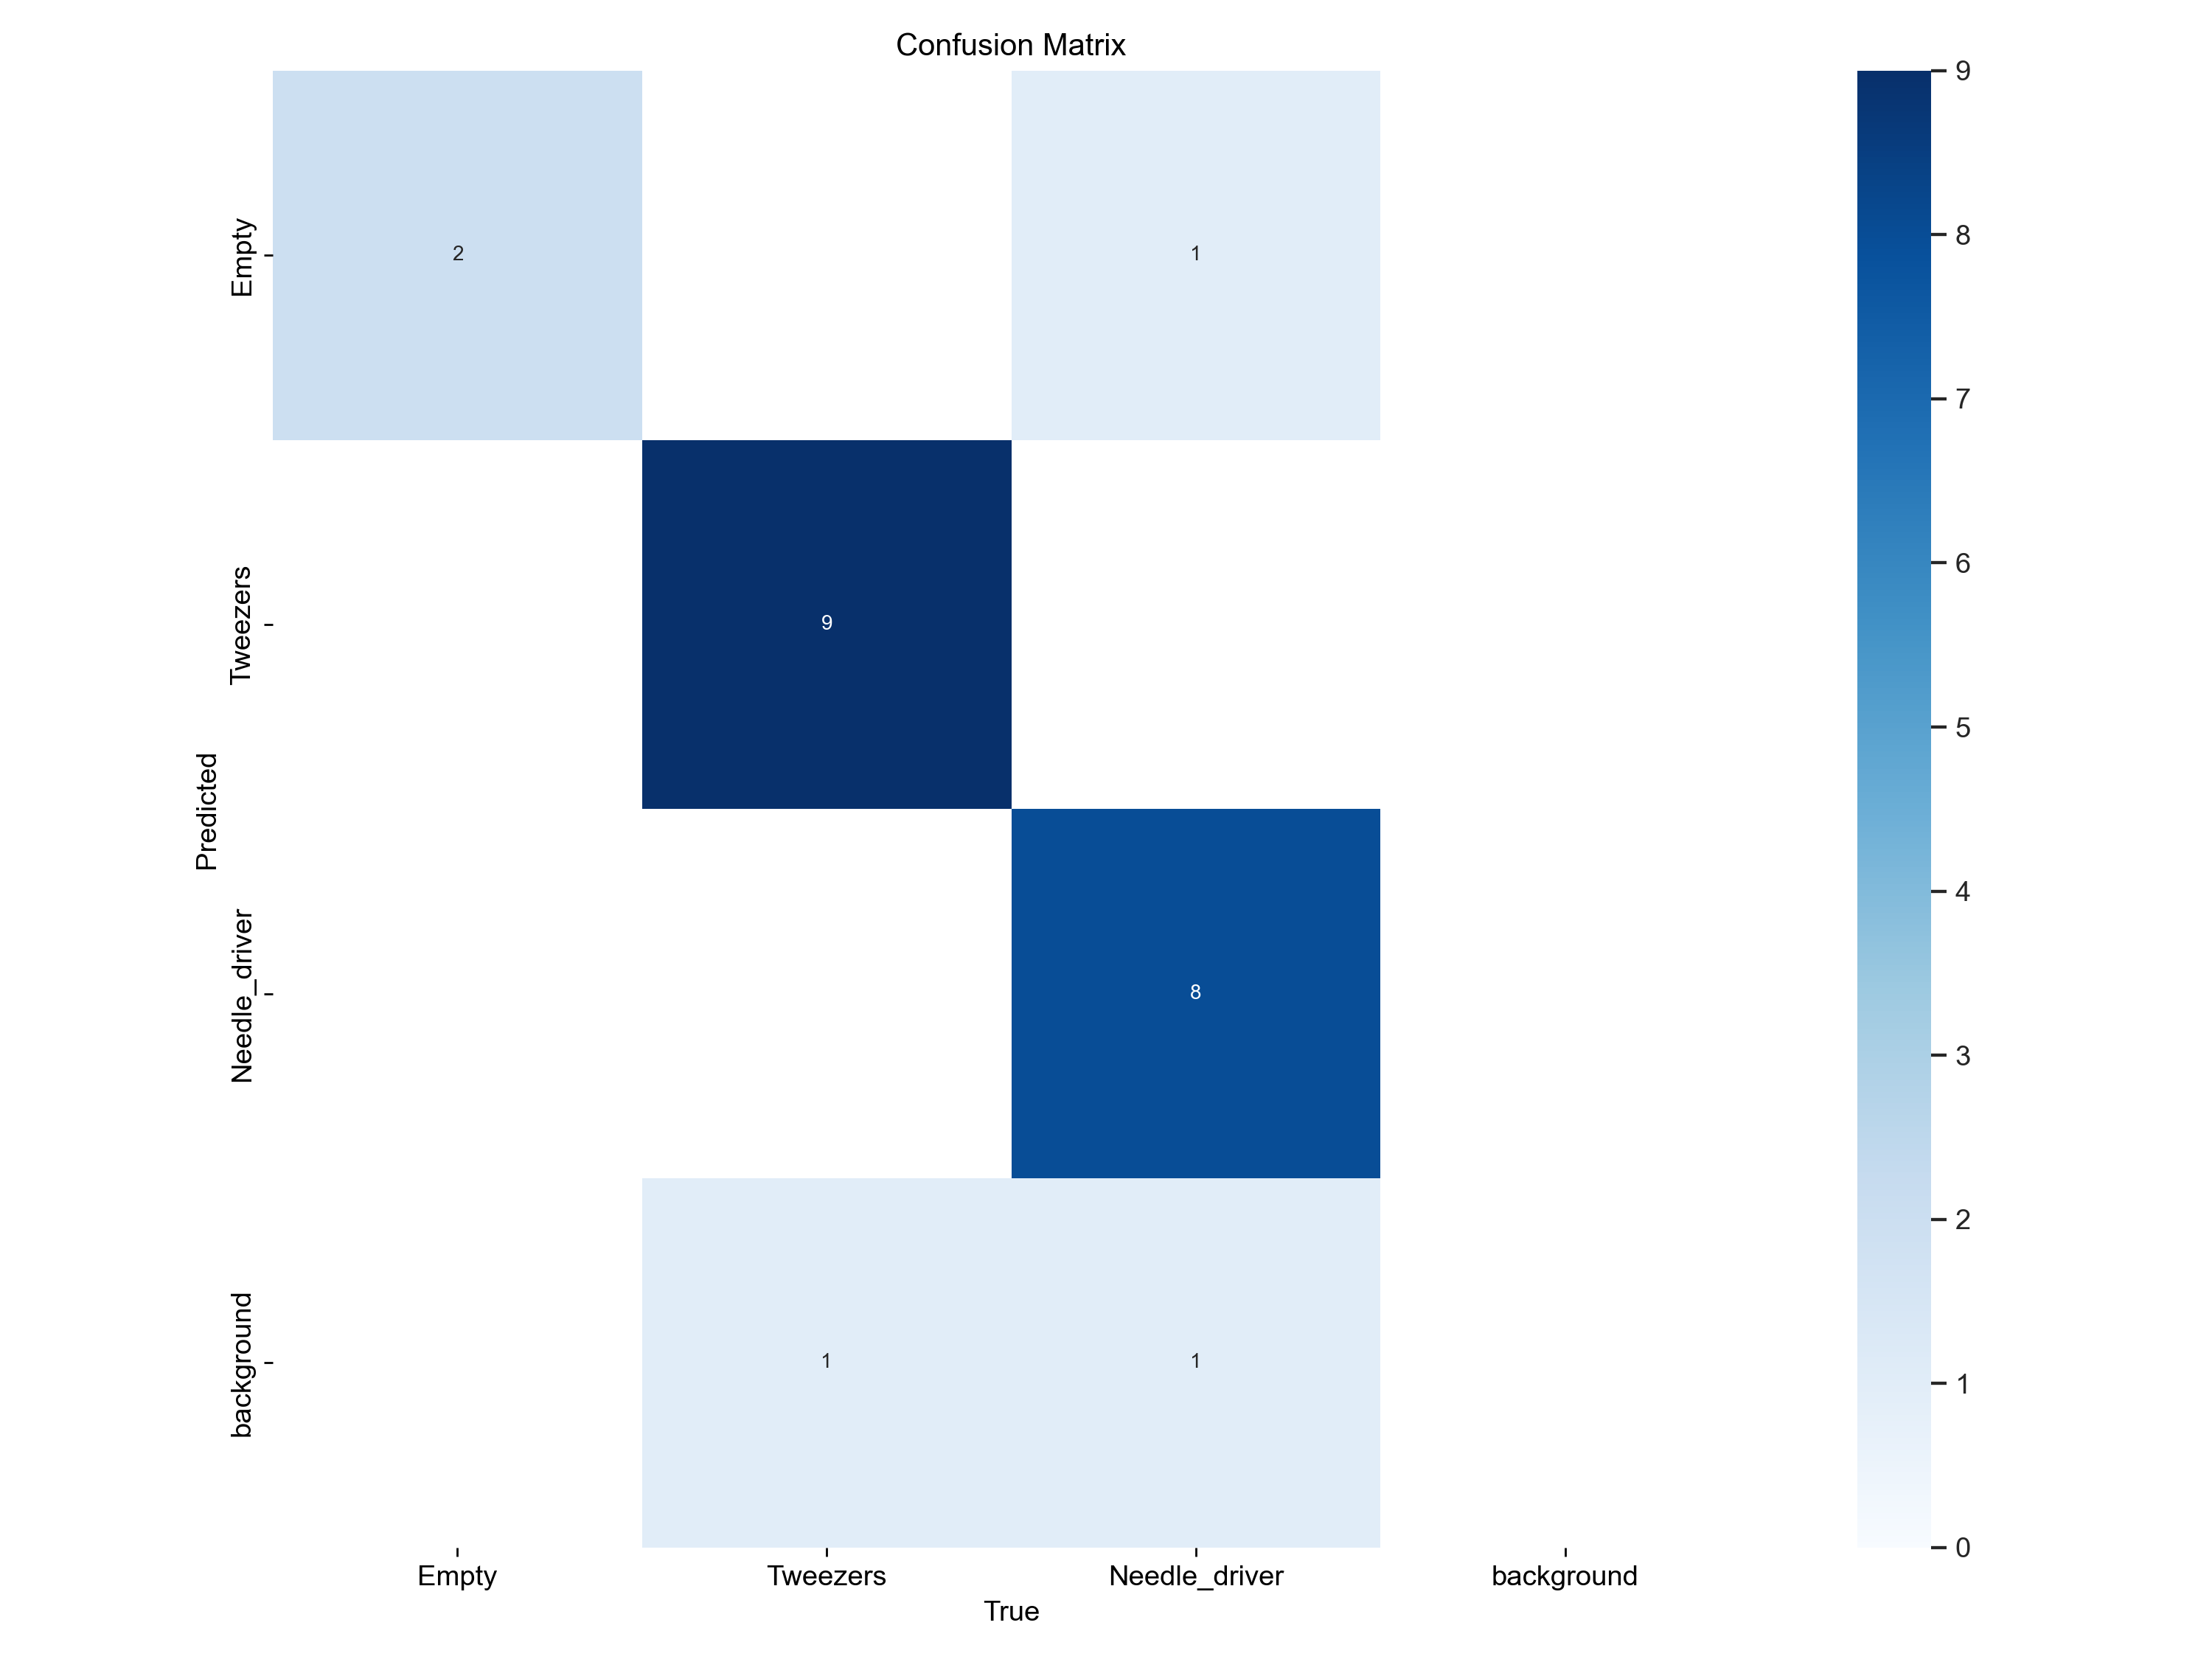 Confusion Matrix
Empty
Tweezers
Needle_driver
background
Predicted
2
1
9
8
1
1
Empty
Tweezers
Needle_driver
background
True
9
8
7
6
5
4
3
2
1
0